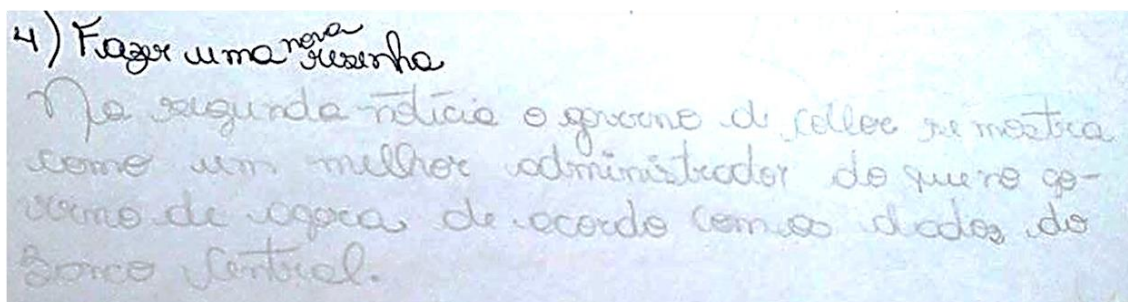 4) Fazer uma nova resenha
Na segunda notícia o governo d collor se mostra
como um melhor administrador do que no go-
verno de agora de acordo com os dados do
Banco Central.